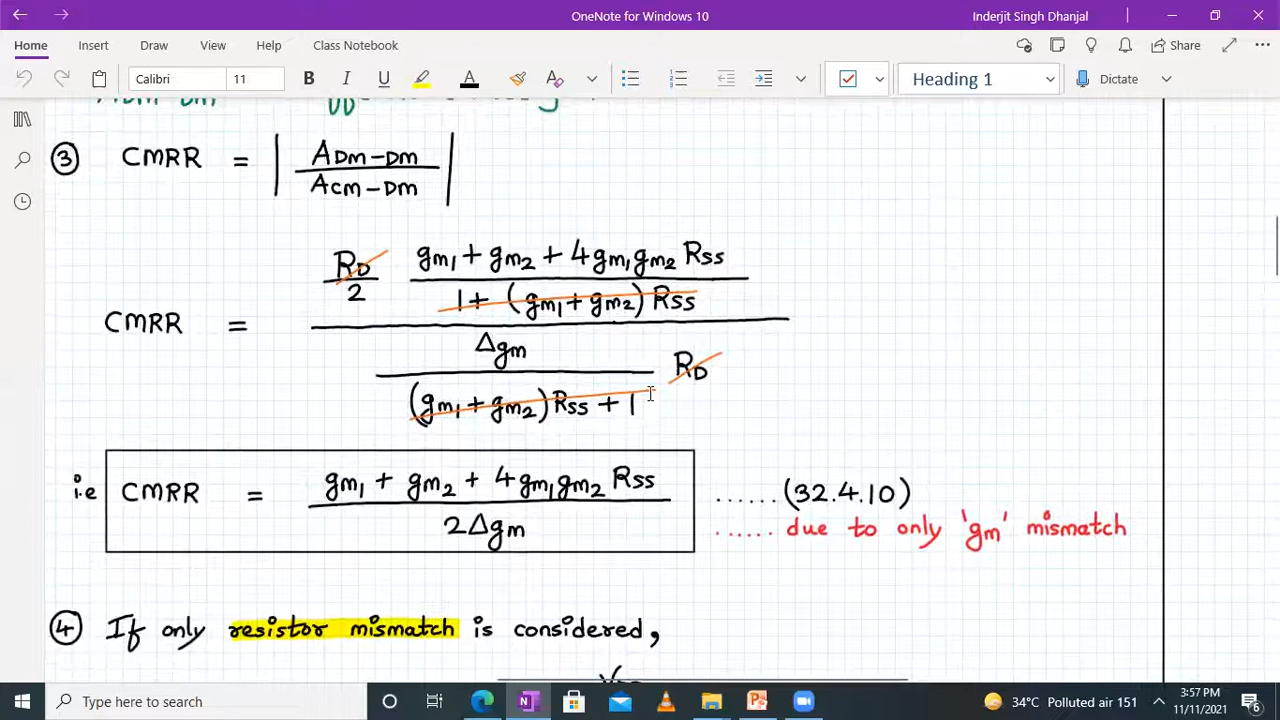 OneNote for Windows 10
Inderjit Singh Dhanjal
Home Insert Draw View Help Class Notebook
Share
Calibri 11 B I U A Heading 1 Dictate
③ CMRR = | ADM-DM / ACM-DM |
RD/2 gm1 + gm2 + 4gm1gm2 Rss
1 + (gm1 + gm2) Rss
CMRR =
Δgm RD
(gm1 + gm2) Rss + 1
i.e CMRR = gm1 + gm2 + 4gm1gm2 Rss / 2Δgm ......(32.4.10)
...... due to only 'gm' mismatch
④ If only resistor mismatch is considered,
Type here to search
34°C Polluted air 151
3:57 PM
11/11/2021
6